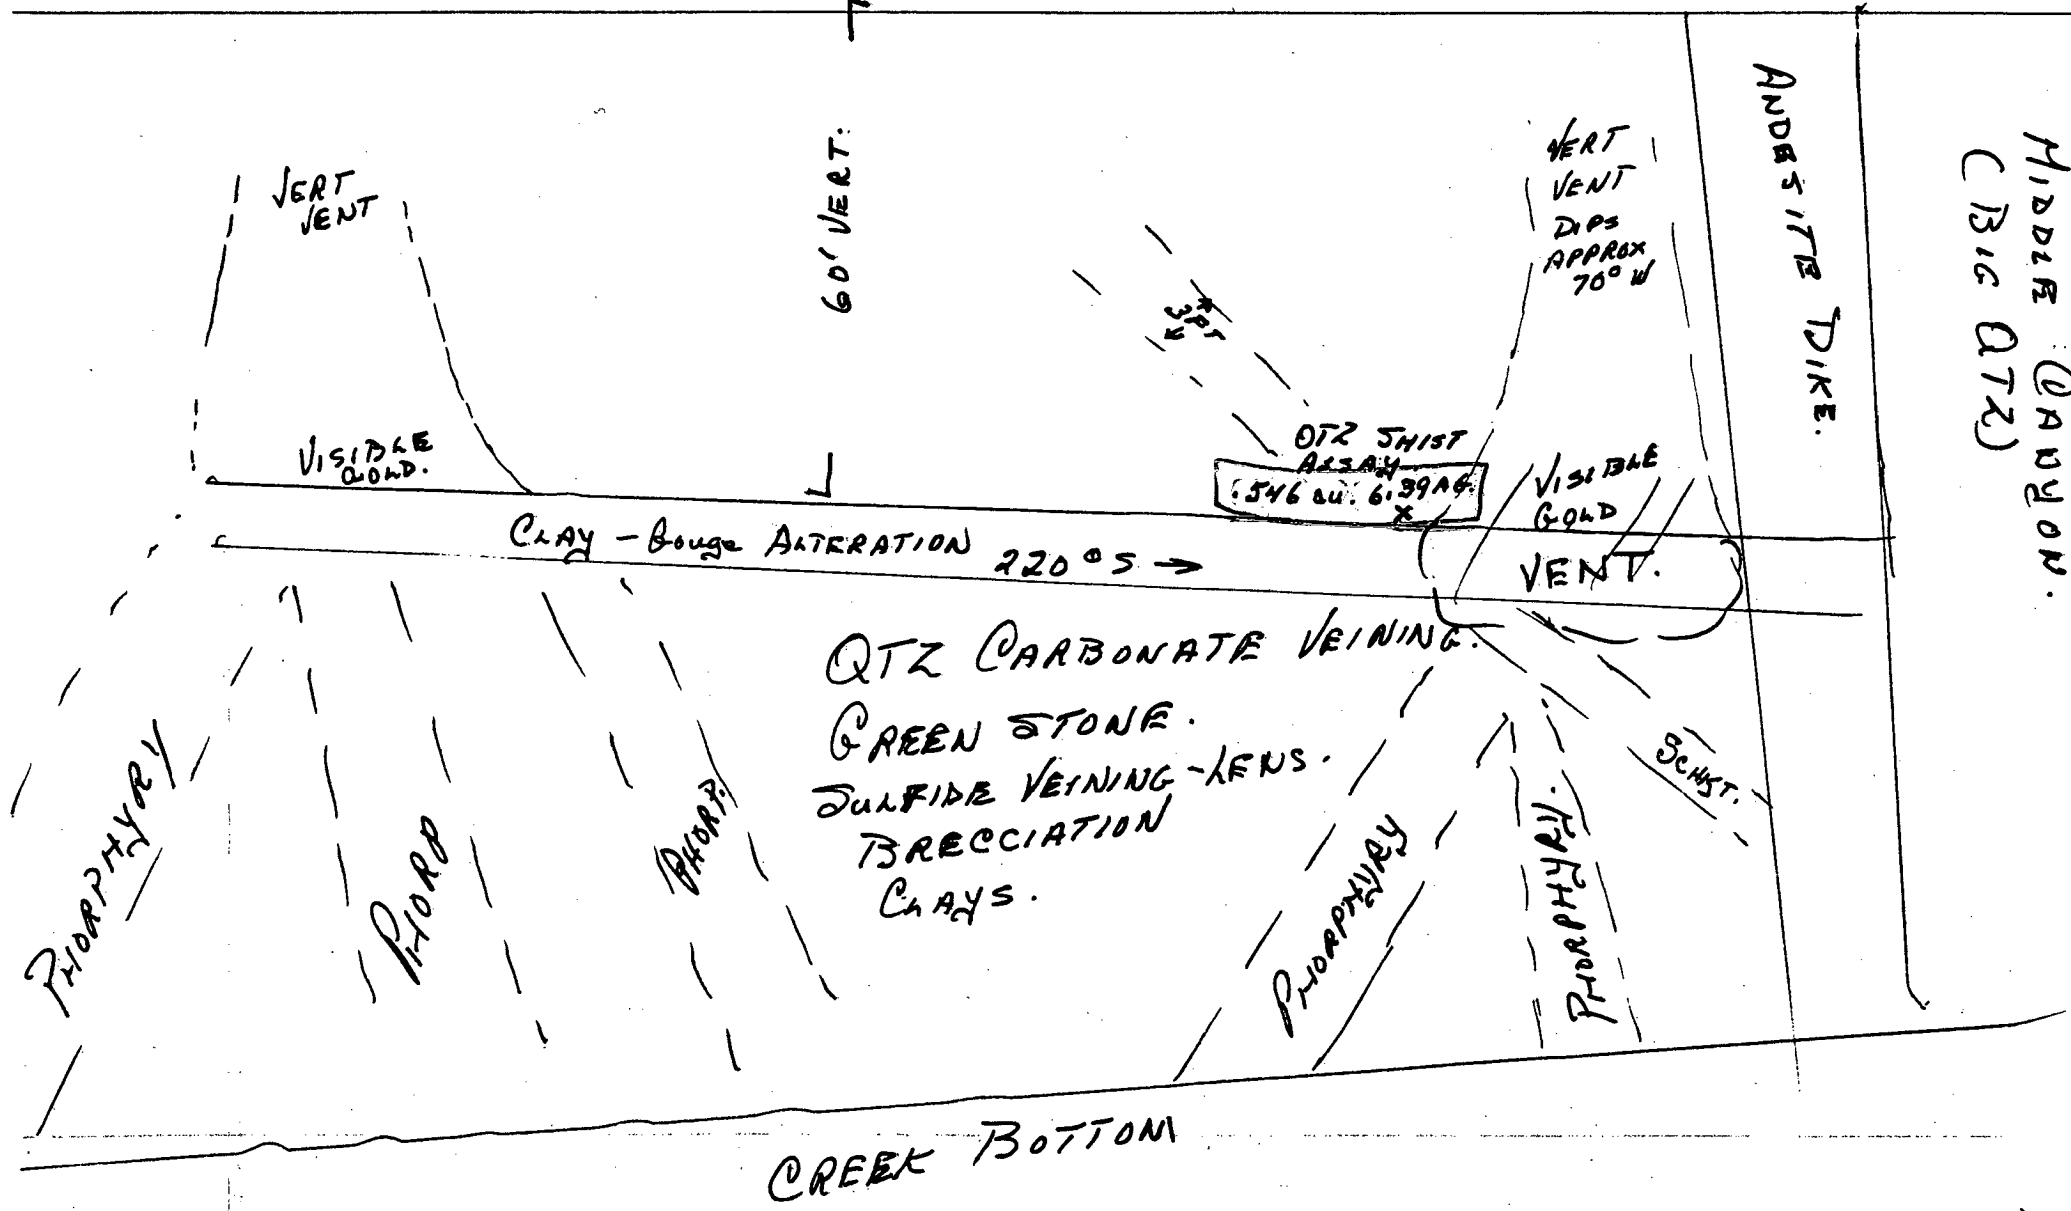 MIDDLE CANYON.
(BIG QTZ)
ANDESITE DIKE.
VERT
VENT
60' VERT.
VERT
VENT
DIPS
APPROX
70° W
3PT
VISIBLE
GOLD.
QTZ SHIST
ASSAY
.546 au. 6.39 AG.
X
VISIBLE
GOLD
CLAY - Gouge ALTERATION 220° S →
VENT.
QTZ CARBONATE VEINING.
GREEN STONE.
SULFIDE VEINING - LENS.
BRECCIATION
CLAYS.
PHORPHYRY
PHORP
PHORP.
PHORPHYRY
PHORPHYRY.
SCHIST.
CREEK BOTTOM